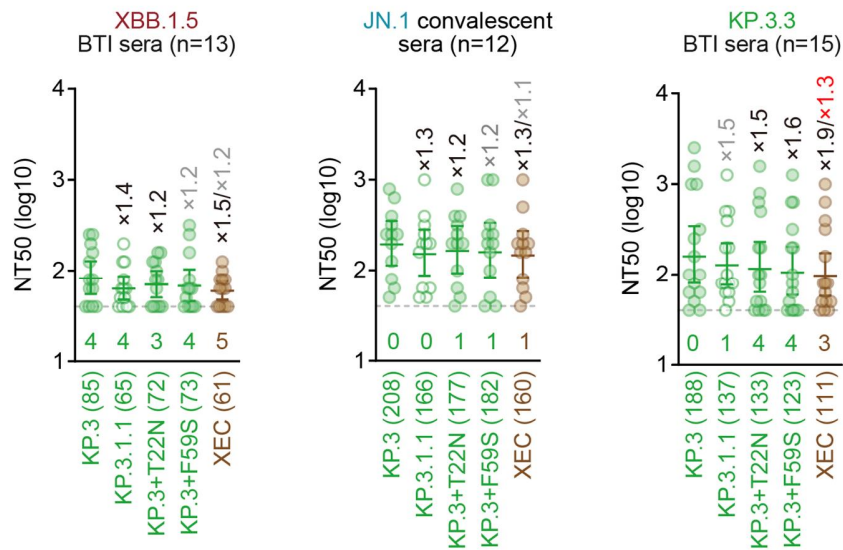 XBB.1.5
BTI sera (n=13)
NT50 (log10)
4
3
2
1
×1.4
×1.2
×1.2
×1.5/×1.2
4
4
3
4
5
KP.3 (85)
KP.3.1.1 (65)
KP.3+T22N (72)
KP.3+F59S (73)
XEC (61)
JN.1 convalescent
sera (n=12)
NT50 (log10)
4
3
2
1
×1.3
×1.2
×1.2
×1.3/×1.1
0
0
1
1
1
KP.3 (208)
KP.3.1.1 (166)
KP.3+T22N (177)
KP.3+F59S (182)
XEC (160)
KP.3.3
BTI sera (n=15)
NT50 (log10)
4
3
2
1
×1.5
×1.5
×1.6
×1.9/×1.3
0
1
4
4
3
KP.3 (188)
KP.3.1.1 (137)
KP.3+T22N (133)
KP.3+F59S (123)
XEC (111)